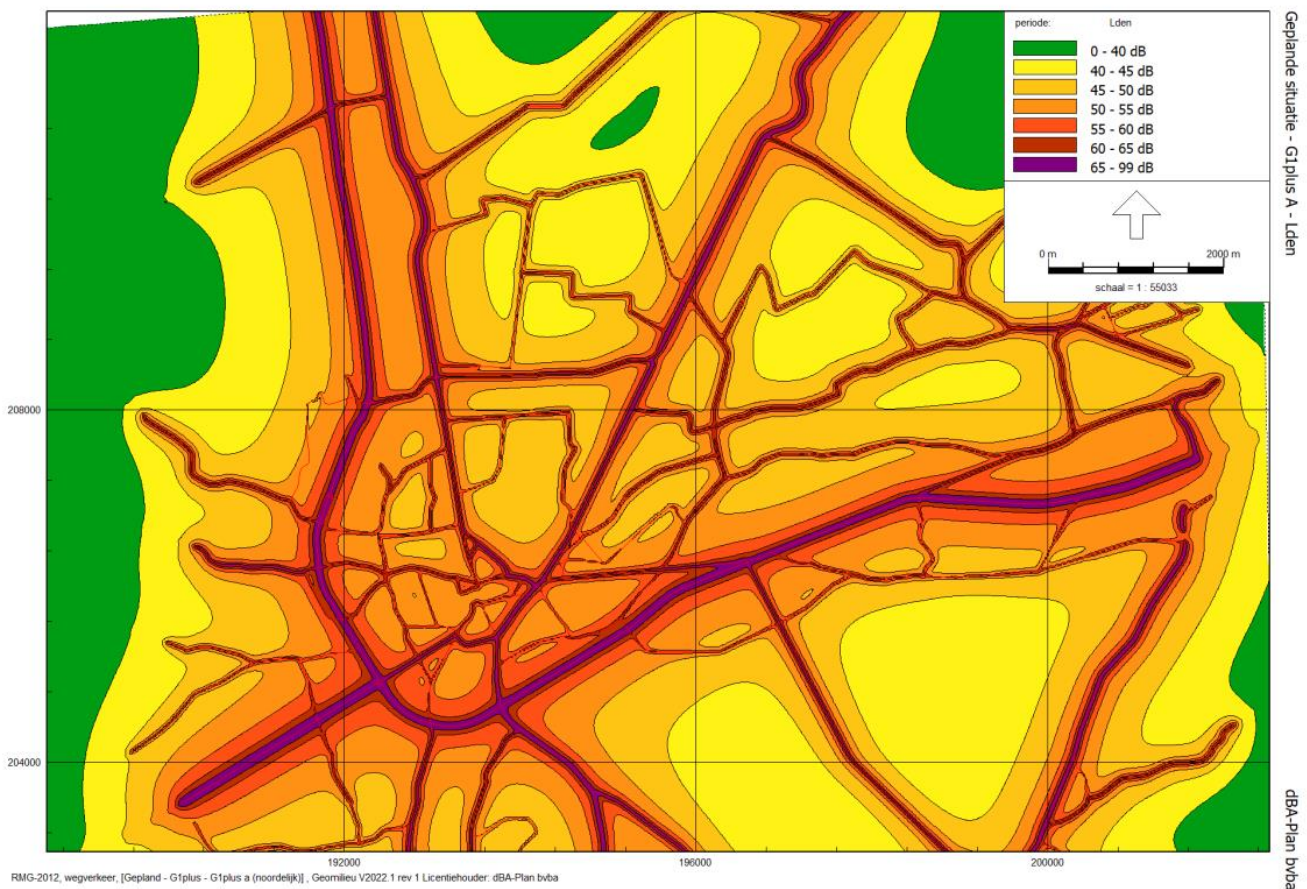 periode: Lden
0 - 40 dB
40 - 45 dB
45 - 50 dB
50 - 55 dB
55 - 60 dB
60 - 65 dB
65 - 99 dB
0 m 2000 m
schaal = 1 : 55033
Geplande situatie - G1plus A - Lden
208000
204000
192000 196000 200000
dBA-Plan bvba
RMG-2012, wegverkeer, [Gepland - G1plus - G1plus a (noordelijk)] , Geomilieu V2022.1 rev 1 Licentiehouder: dBA-Plan bvba